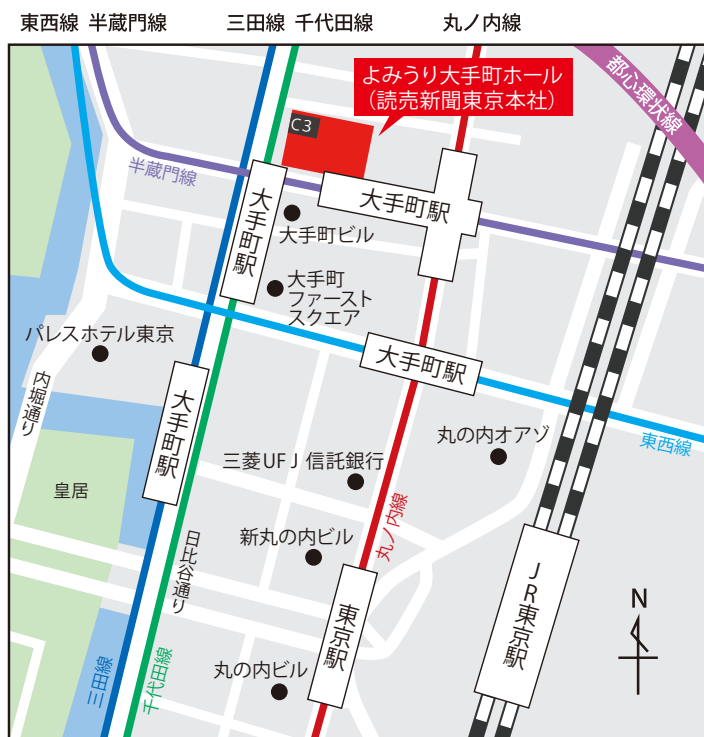 東西線 半蔵門線 三田線 千代田線 丸ノ内線
都心環状線
よみうり大手町ホール
（読売新聞東京本社）
C3
半蔵門線
大手町駅
大手町駅
大手町ビル
大手町
ファースト
スクエア
パレスホテル東京
大手町駅
内堀通り
大手町駅
丸の内オアゾ
東西線
三菱UFJ 信託銀行
皇居
丸ノ内線
新丸の内ビル
日比谷通り
JR東京駅
東京駅
N
三田線
千代田線
丸の内ビル